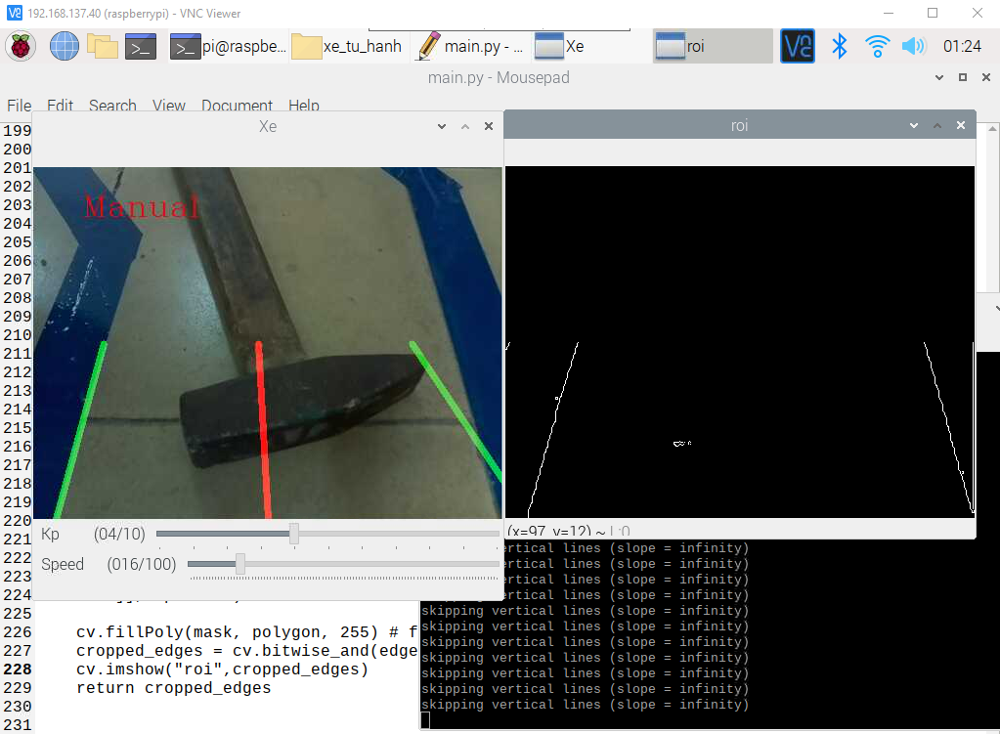 192.168.137.40 (raspberrypi) - VNC Viewer
pi@raspbe...
xe_tu_hanh
main.py - ...
Xe
roi
01:24
main.py - Mousepad
File Edit Search View Document Help
Xe
roi
199
200
201
202
203
204
205
206
207
208
209
210
211
212
213
214
215
216
217
218
219
220
221
222
223
224
225
226
227
228
229
230
231
Manual
Kp (04/10)
Speed (016/100)
(x=97, y=12) ~ L:0
ertical lines (slope = infinity)
ertical lines (slope = infinity)
ertical lines (slope = infinity)
ertical lines (slope = infinity)
skipping vertical lines (slope = infinity)
skipping vertical lines (slope = infinity)
skipping vertical lines (slope = infinity)
skipping vertical lines (slope = infinity)
skipping vertical lines (slope = infinity)
skipping vertical lines (slope = infinity)
skipping vertical lines (slope = infinity)
cv.fillPoly(mask, polygon, 255) # f
cropped_edges = cv.bitwise_and(edge
cv.imshow("roi",cropped_edges)
return cropped_edges